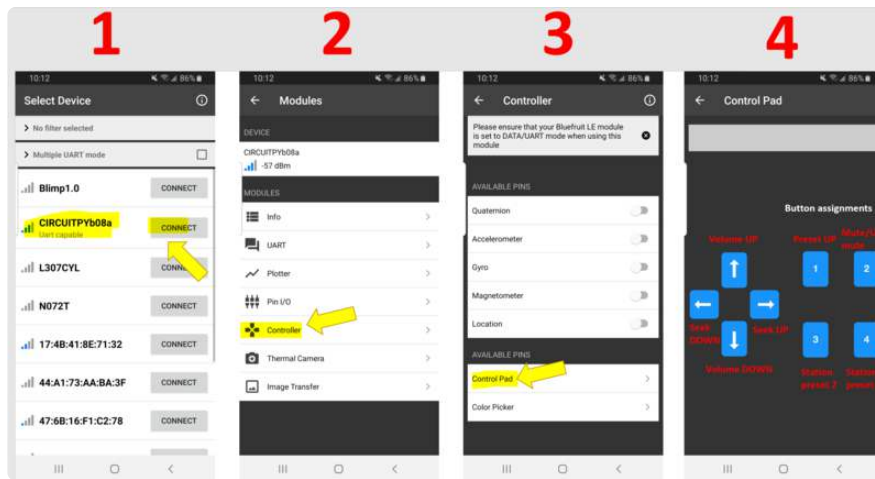 1
2
3
4
10:12
86%
Select Device
No filter selected
Multiple UART mode
Blimp1.0
CONNECT
CIRCUITPYb08a
Uart capable
CONNECT
L307CYL
N072T
CONNECT
17:4B:41:8E:71:32
CONNECT
44:A1:73:AA:BA:3F
CONNECT
47:6B:16:F1:C2:78
CONNECT
10:12
86%
Modules
DEVICE
CIRCUITPYb08a
-57 dBm
MODULES
Info
UART
Plotter
Pin I/O
Controller
Thermal Camera
Image Transfer
10:12
86%
Controller
Please ensure that your Bluefruit LE module
is set to DATA/UART mode when using this
module
AVAILABLE PINS
Quaternion
Accelerometer
Gyro
Magnetometer
Location
AVAILABLE PINS
Control Pad
Color Picker
10:12
86%
Control Pad
Button assignments
Volume UP
Preset UP
Mute/U
mute
1
2
Seek
DOWN
Seek UP
3
4
Volume DOWN
Station
preset 2
Station
preset